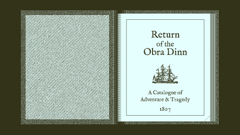 Return
of the
Obra Dinn
A Catalogue of
Adventure & Tragedy
1807